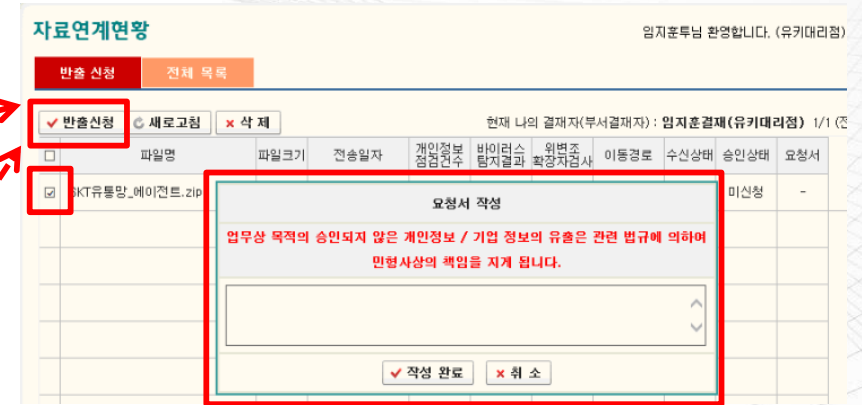 자료연계현황
임지훈투님 환영합니다. (유키대리점)
반출 신청 전체 목록
반출신청 새로고침 삭 제 현재 나의 결재자(부서결재자) : 임지훈결재(유키대리점) 1/1 (전
파일명 파일크기 전송일자 개인정보 점검건수 바이러스 탐지결과 위변조 확장자검사 이동경로 수신상태 승인상태 요청서
SKT유통망_에이전트.zip 미신청 -
요청서 작성
업무상 목적의 승인되지 않은 개인정보 / 기업 정보의 유출은 관련 법규에 의하여
민형사상의 책임을 지게 됩니다.
작성 완료 취 소